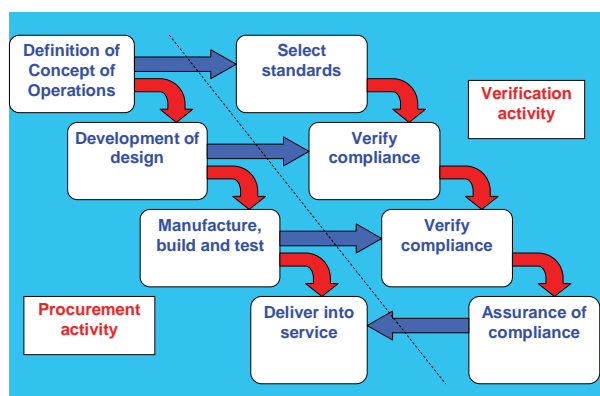 Definition of
Concept of
Operations
Select
standards
Verification
activity
Development of
design
Verify
compliance
Manufacture,
build and test
Verify
compliance
Procurement
activity
Deliver into
service
Assurance of
compliance